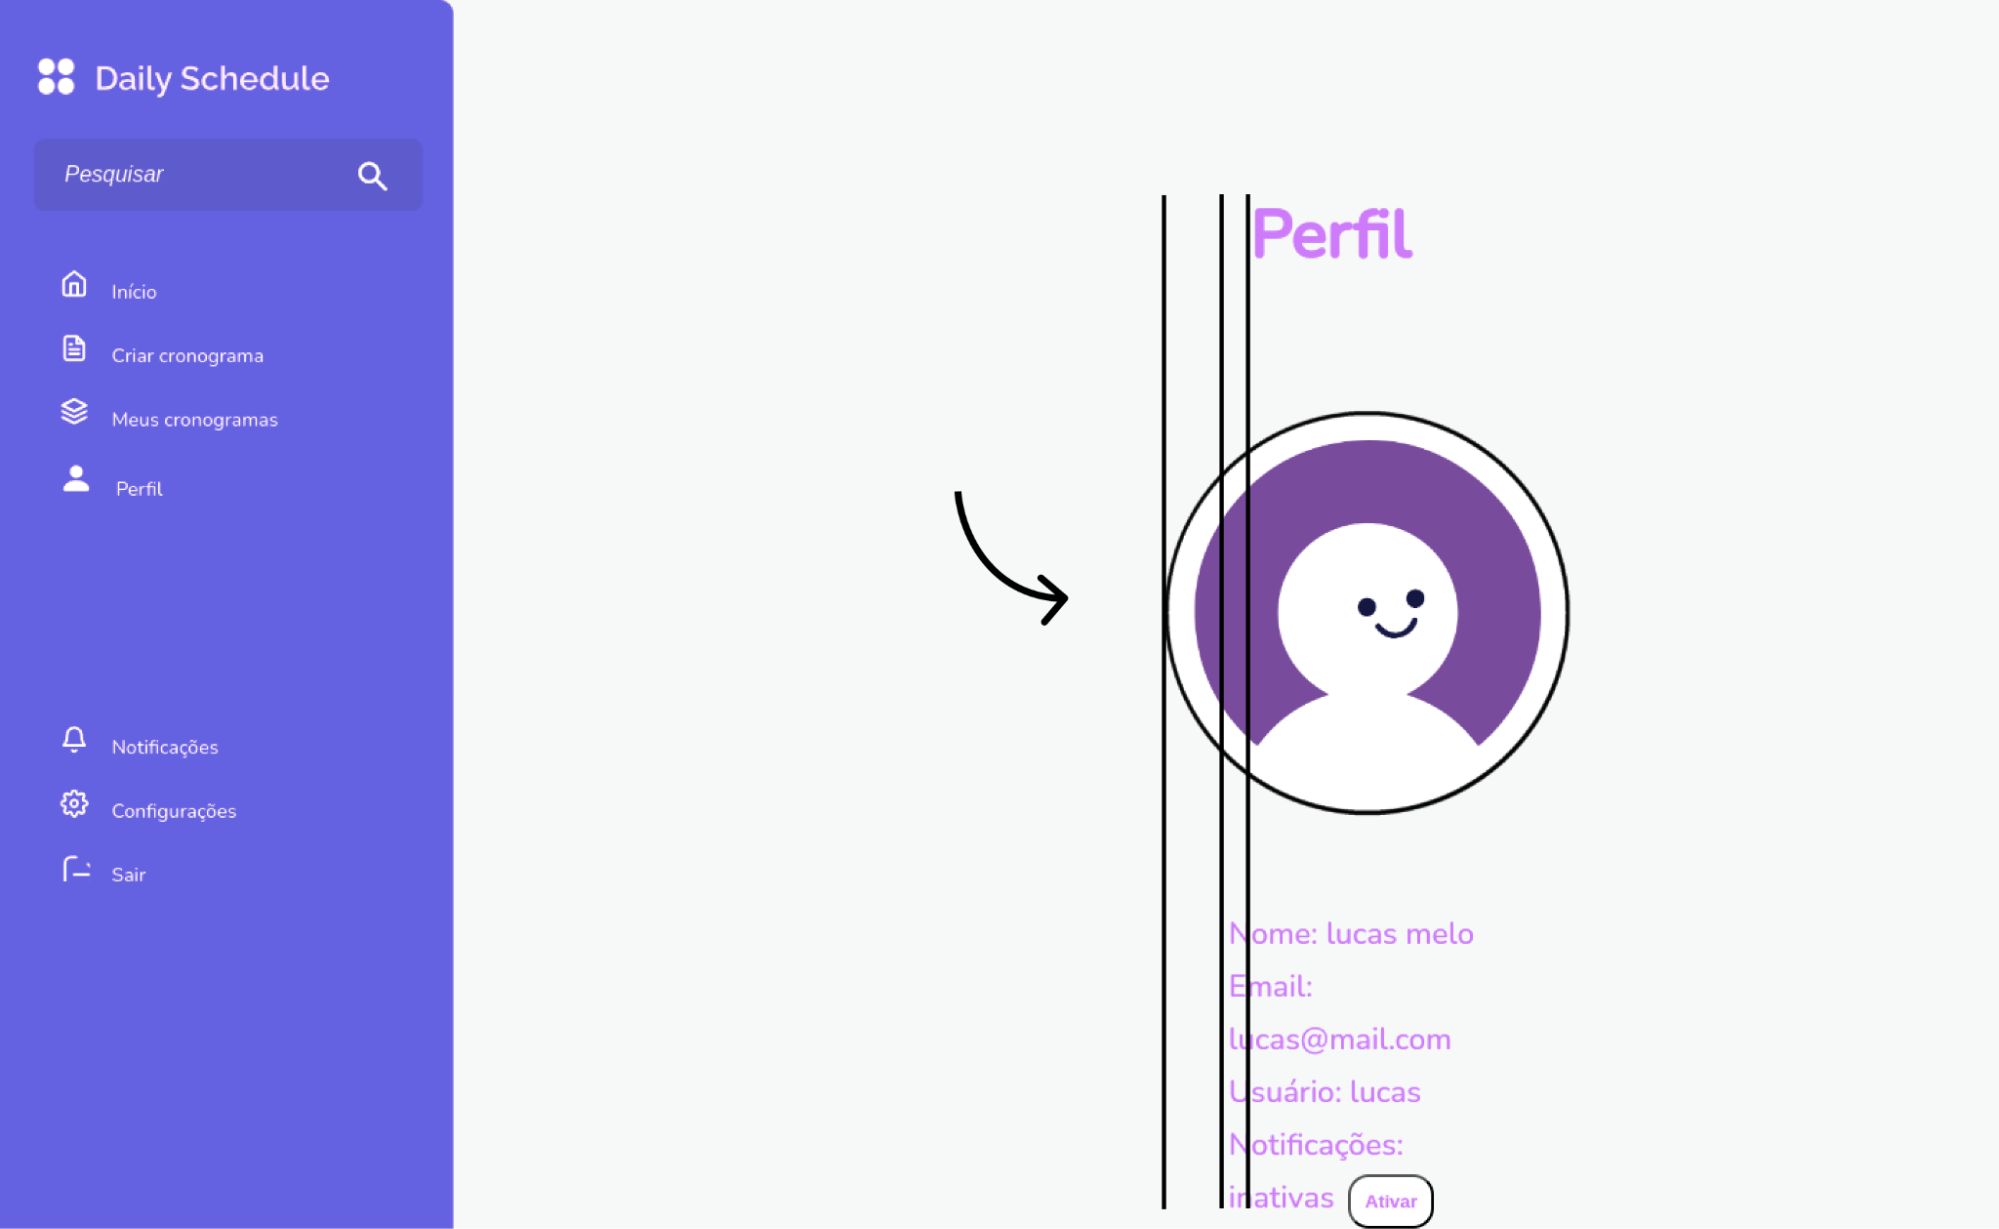 Daily Schedule
Pesquisar
Início
Criar cronograma
Meus cronogramas
Perfil
Notificações
Configurações
Sair
Perfil
Nome: lucas melo
Email:
lucas@mail.com
Usuário: lucas
Notificações:
inativas Ativar